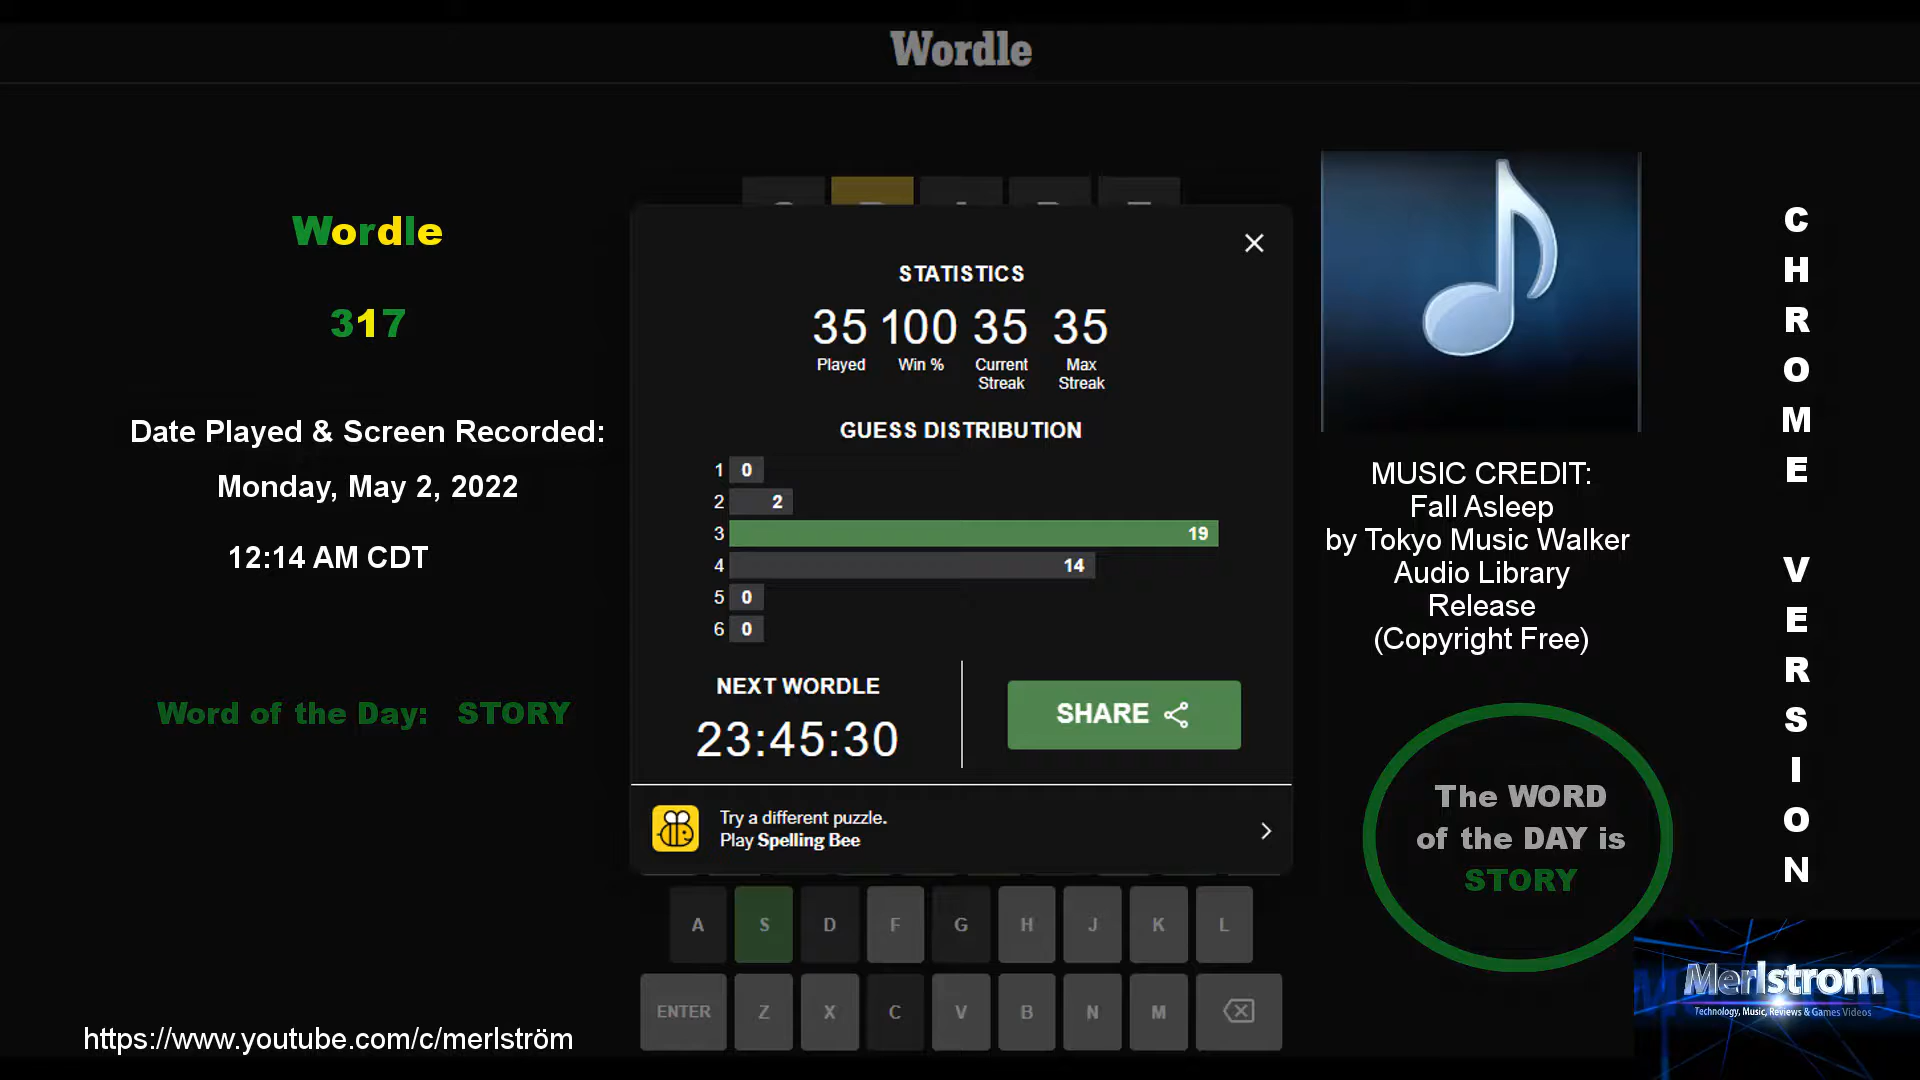 Wordle
Wordle
317
Date Played & Screen Recorded:
Monday, May 2, 2022
12:14 AM CDT
Word of the Day: STORY
https://www.youtube.com/c/merlström
STATISTICS
35 100 35 35
Played Win % Current Streak Max Streak
GUESS DISTRIBUTION
1 0
2 2
3 19
4 14
5 0
6 0
NEXT WORDLE
23:45:30
SHARE
Try a different puzzle.
Play Spelling Bee
A S D F G H J K L
ENTER Z X C V B N M
MUSIC CREDIT:
Fall Asleep
by Tokyo Music Walker
Audio Library
Release
(Copyright Free)
The WORD
of the DAY is
STORY
CHROME VERSION
Merlstrom
Technology, Music, Reviews & Games Videos